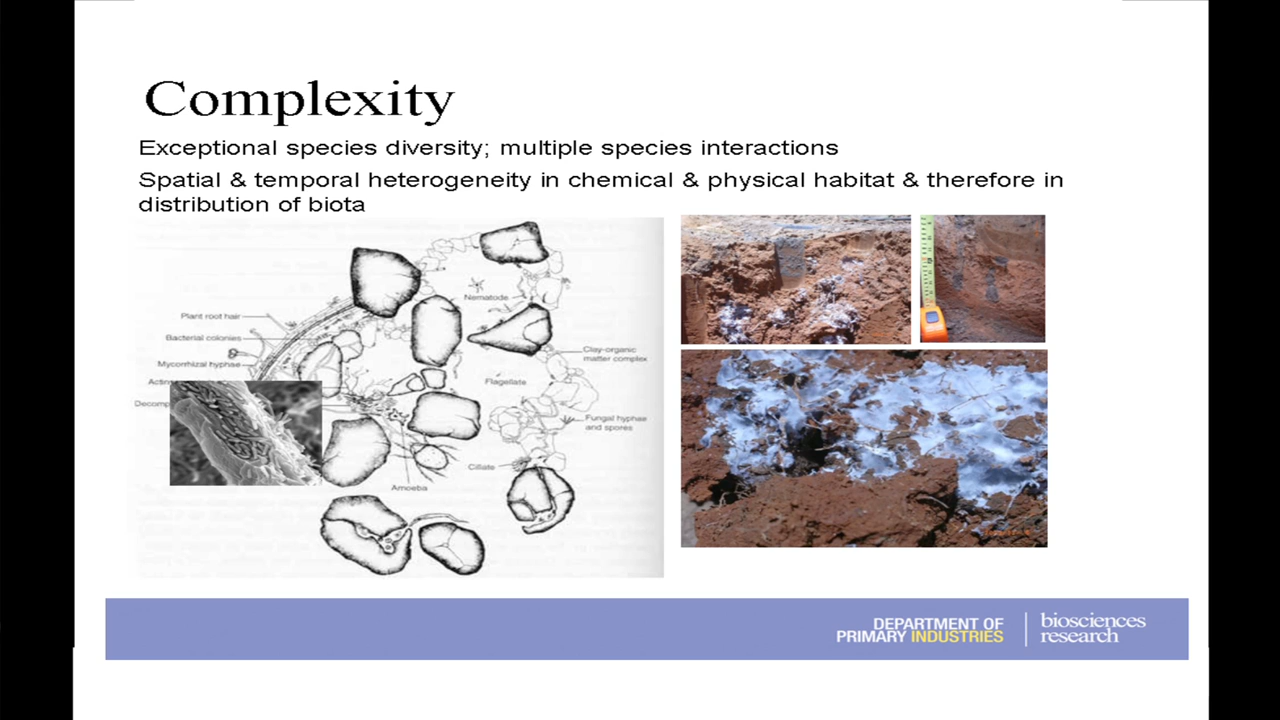 Complexity
Exceptional species diversity; multiple species interactions
Spatial & temporal heterogeneity in chemical & physical habitat & therefore in
distribution of biota
Nematode
Plant root hair
Bacterial colonies
Mycorrhizal hyphae
Clay-organic
matter complex
Flagellate
Fungal hyphae
and spores
Ciliate
Amoeba
DEPARTMENT OF
PRIMARY INDUSTRIES
biosciences
research